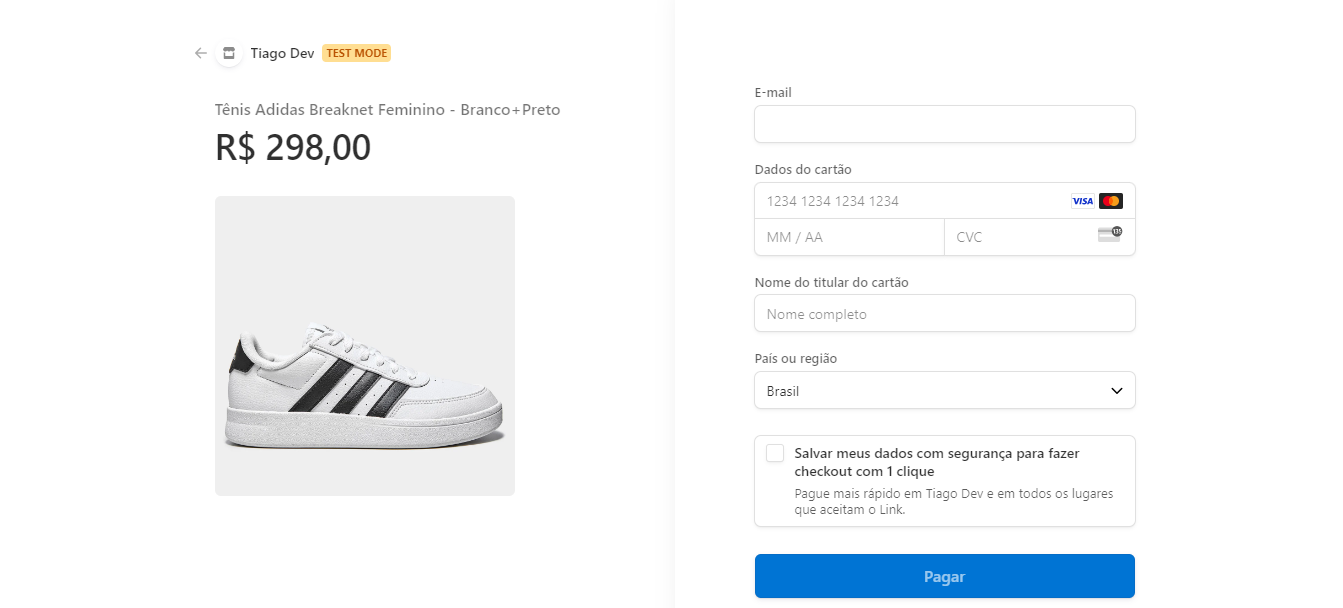 Tiago Dev TEST MODE
Tênis Adidas Breaknet Feminino - Branco+Preto
R$ 298,00
E-mail
Dados do cartão
1234 1234 1234 1234 VISA
MM / AA CVC 135
Nome do titular do cartão
Nome completo
País ou região
Brasil
Salvar meus dados com segurança para fazer
checkout com 1 clique
Pague mais rápido em Tiago Dev e em todos os lugares
que aceitam o Link.
Pagar